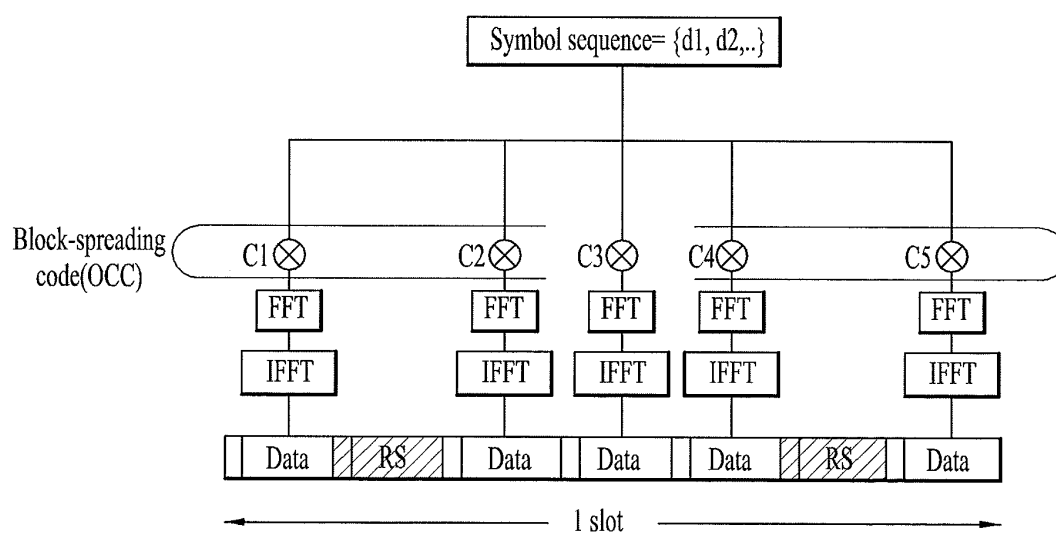 Symbol sequence= {d1, d2,..}
Block-spreading
code(OCC)
C1 C2 C3 C4 C5
FFT FFT FFT FFT FFT
IFFT IFFT IFFT IFFT IFFT
Data RS Data Data Data RS Data
1 slot